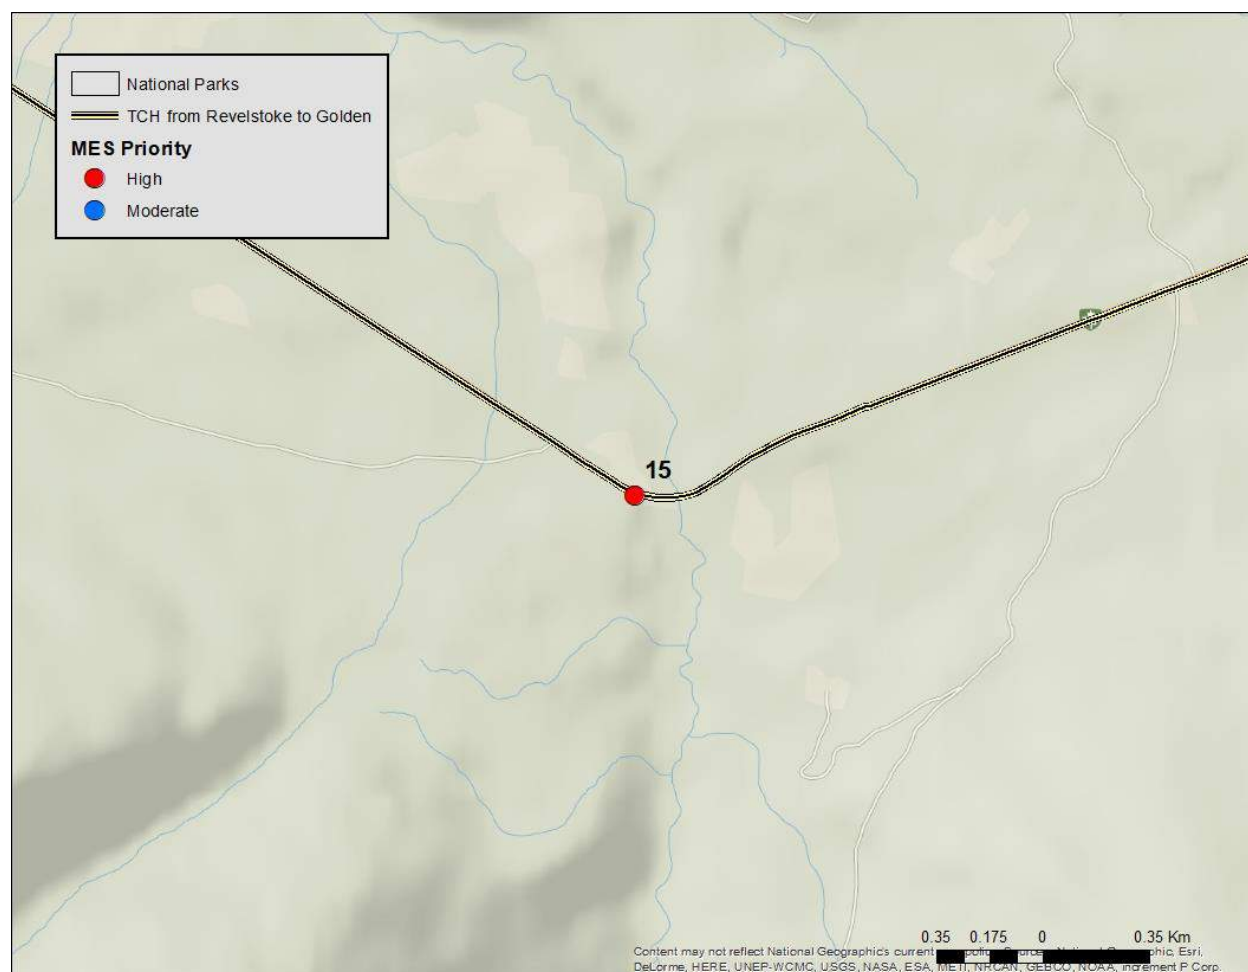 National Parks
TCH from Revelstoke to Golden
MES Priority
High
Moderate
15
0.35 0.175 0 0.35 Km
Content may not reflect National Geographic's current
DeLorme, HERE, UNEP-WCMC, USGS, NASA, ESA, METI, NRCAN, GEBCO, NOAA, increment P Corp.